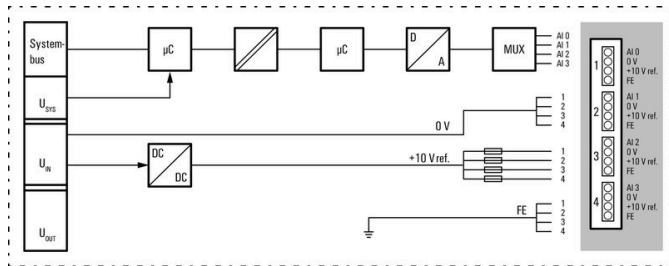 System-
bus
µC
µC
D
A
MUX
AI 0
AI 1
AI 2
AI 3
U SYS
0 V
1
2
3
4
U IN
DC
DC
+10 V ref.
1
2
3
4
U OUT
FE
1
2
3
4
1
AI 0
0 V
+10 V ref.
FE
2
AI 1
0 V
+10 V ref.
FE
3
AI 2
0 V
+10 V ref.
FE
4
AI 3
0 V
+10 V ref.
FE